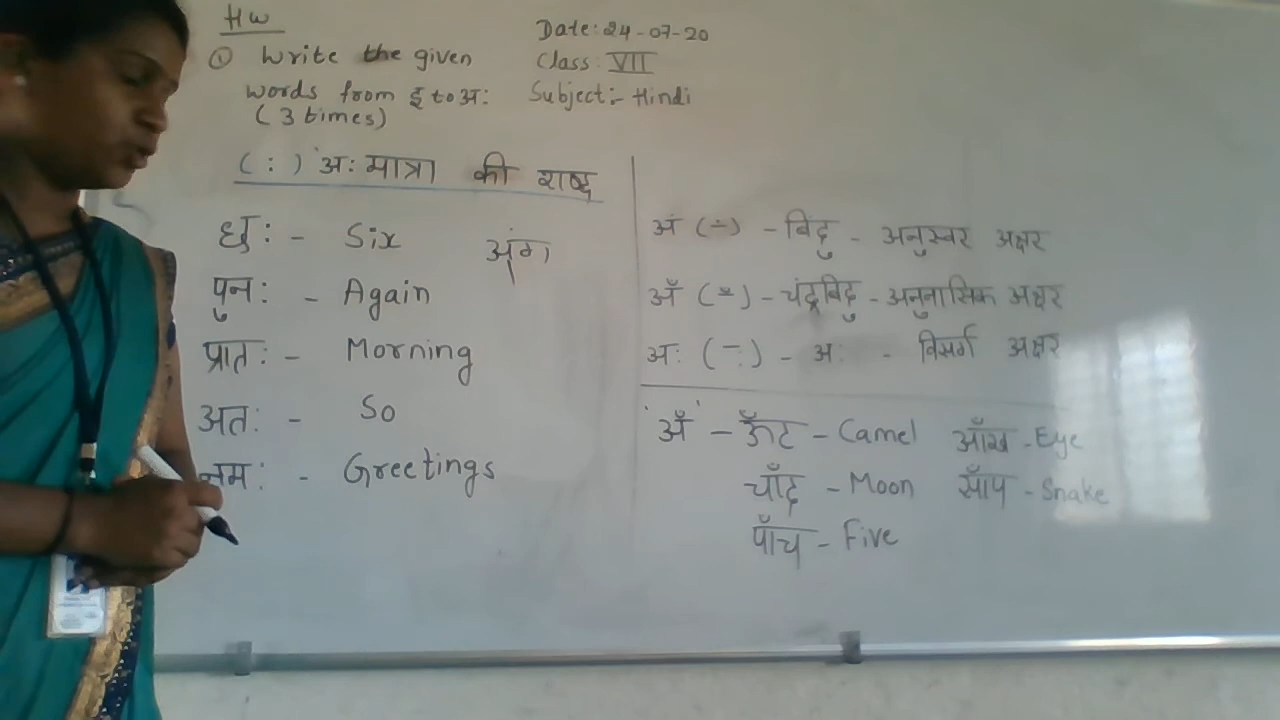 HW
① Write the given
words from इ to अ:
(3 times)
Date: 24-07-20
Class: VII
Subject:- Hindi
(:) अः मात्रा की शब्द
छः - Six
अंग
पुनः - Again
प्रातः - Morning
अतः - So
नमः - Greetings
अं (∸) - बिंदु - अनुस्वर अक्षर
अँ (ँ) - चंद्रबिंदु - अनुनासिक अक्षर
अः (-:) - अः - विसर्ग अक्षर
'अँ' - ऊँट - Camel आँख - Eye
चाँद - Moon साँप - Snake
पाँच - Five